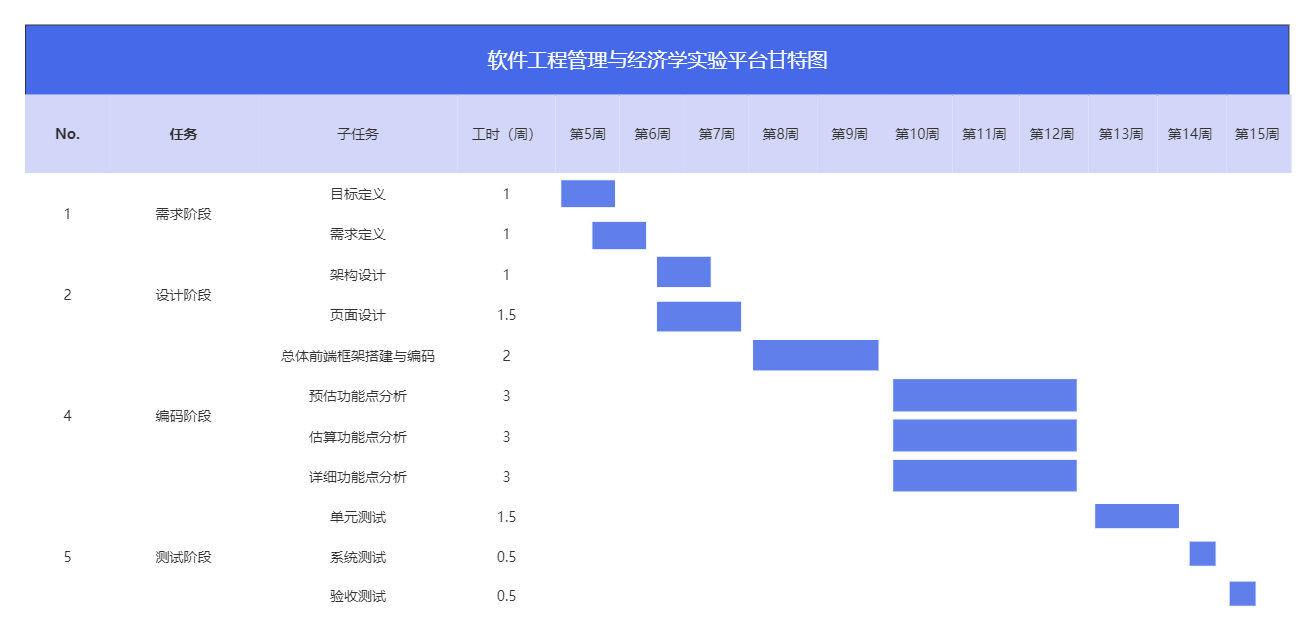 软件工程管理与经济学实验平台甘特图
No. 任务 子任务 工时（周） 第5周 第6周 第7周 第8周 第9周 第10周 第11周 第12周 第13周 第14周 第15周
1 需求阶段 目标定义 1
需求定义 1
2 设计阶段 架构设计 1
页面设计 1.5
4 编码阶段 总体前端框架搭建与编码 2
预估功能点分析 3
估算功能点分析 3
详细功能点分析 3
5 测试阶段 单元测试 1.5
系统测试 0.5
验收测试 0.5